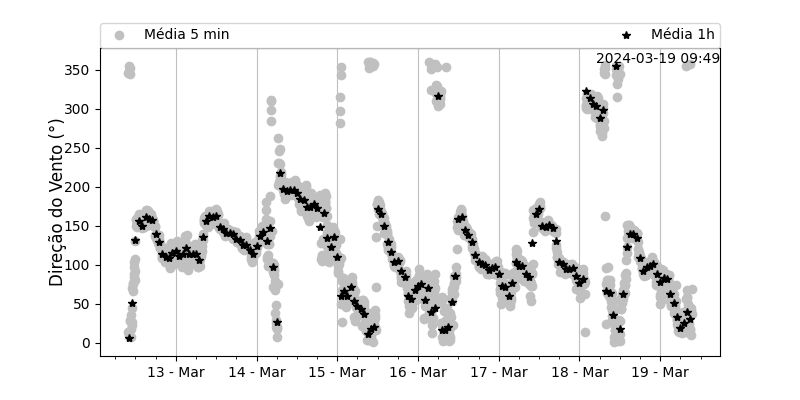 Média 5 min
Média 1h
2024-03-19 09:49
Direção do Vento (°)
350
300
250
200
150
100
50
0
13 - Mar
14 - Mar
15 - Mar
16 - Mar
17 - Mar
18 - Mar
19 - Mar